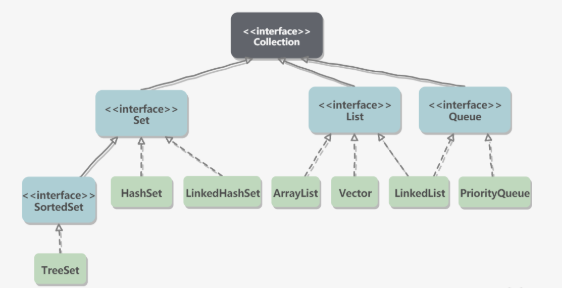 <<interface>>
Collection
<<interface>>
Set
<<interface>>
List
<<interface>>
Queue
<<interface>>
SortedSet
HashSet
LinkedHashSet
ArrayList
Vector
LinkedList
PriorityQueue
TreeSet